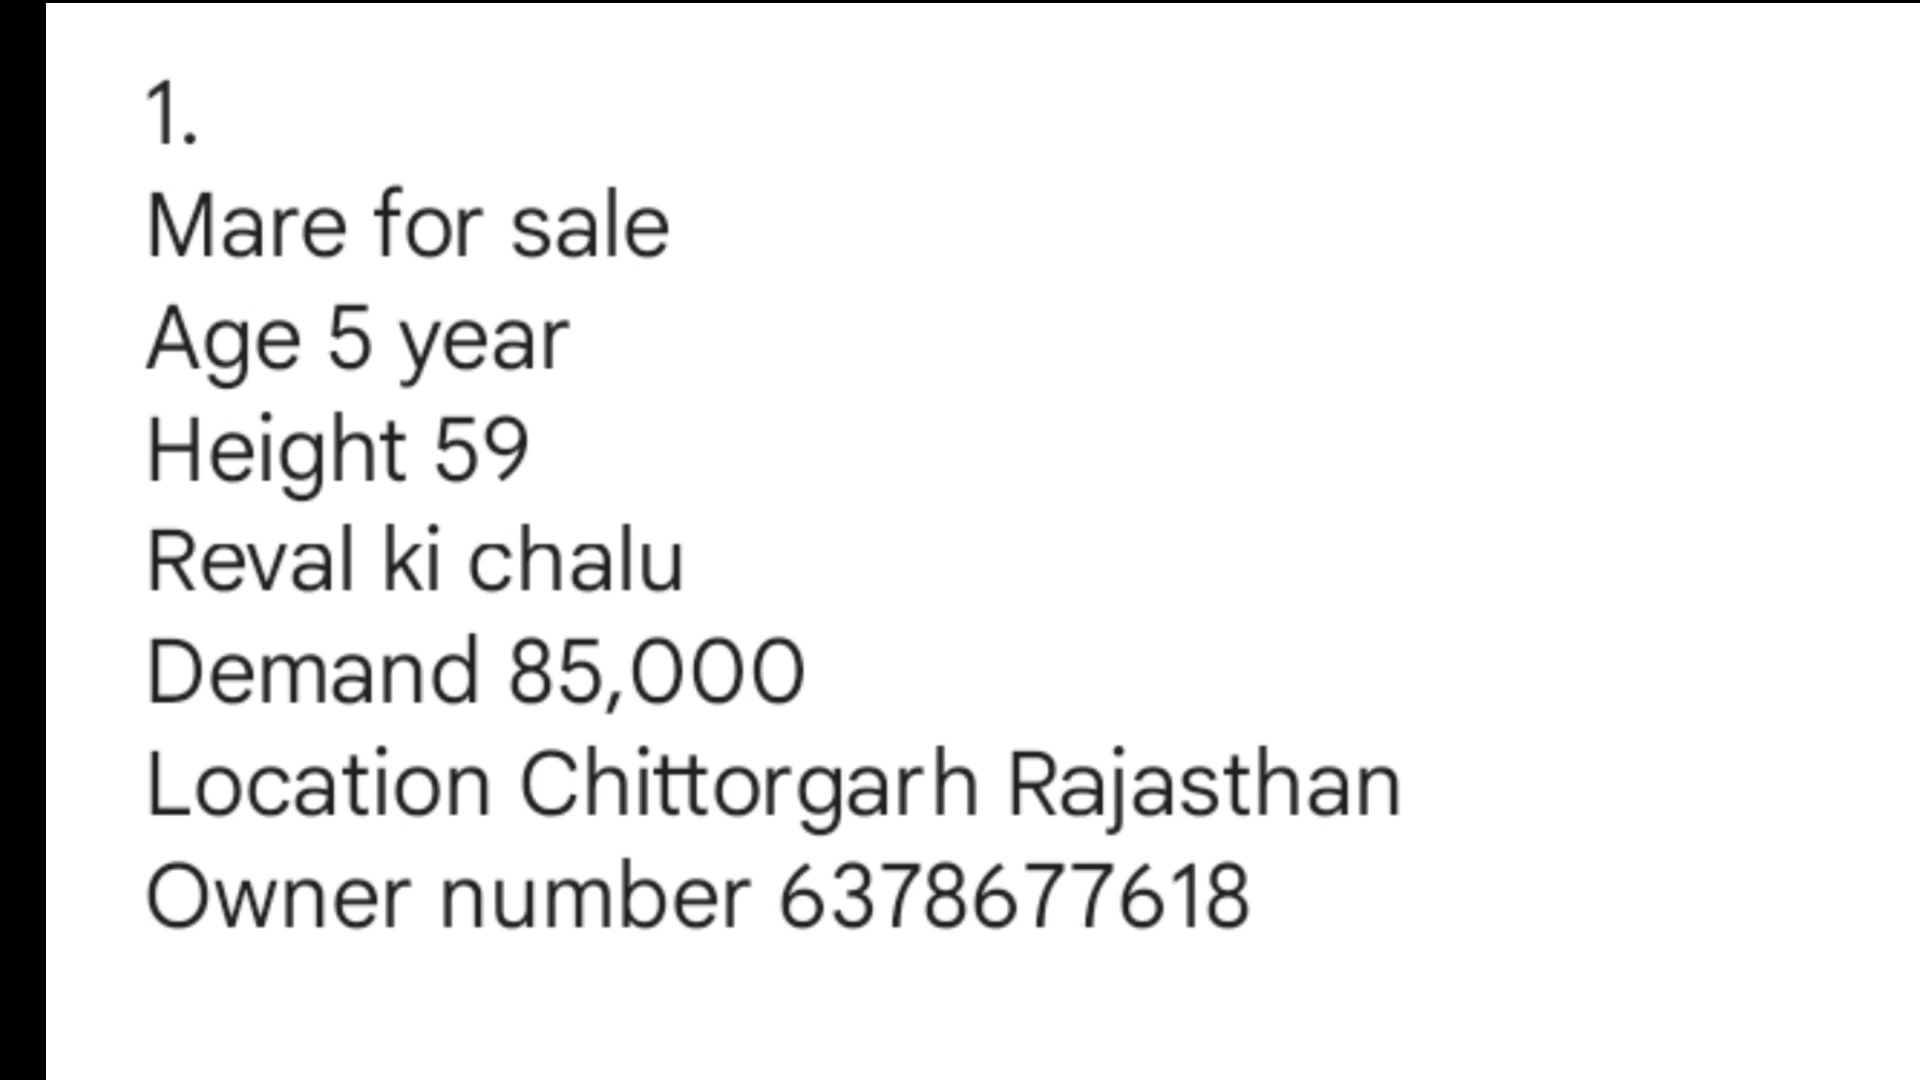 1.
Mare for sale
Age 5 year
Height 59
Reval ki chalu
Demand 85,000
Location Chittorgarh Rajasthan
Owner number 6378677618